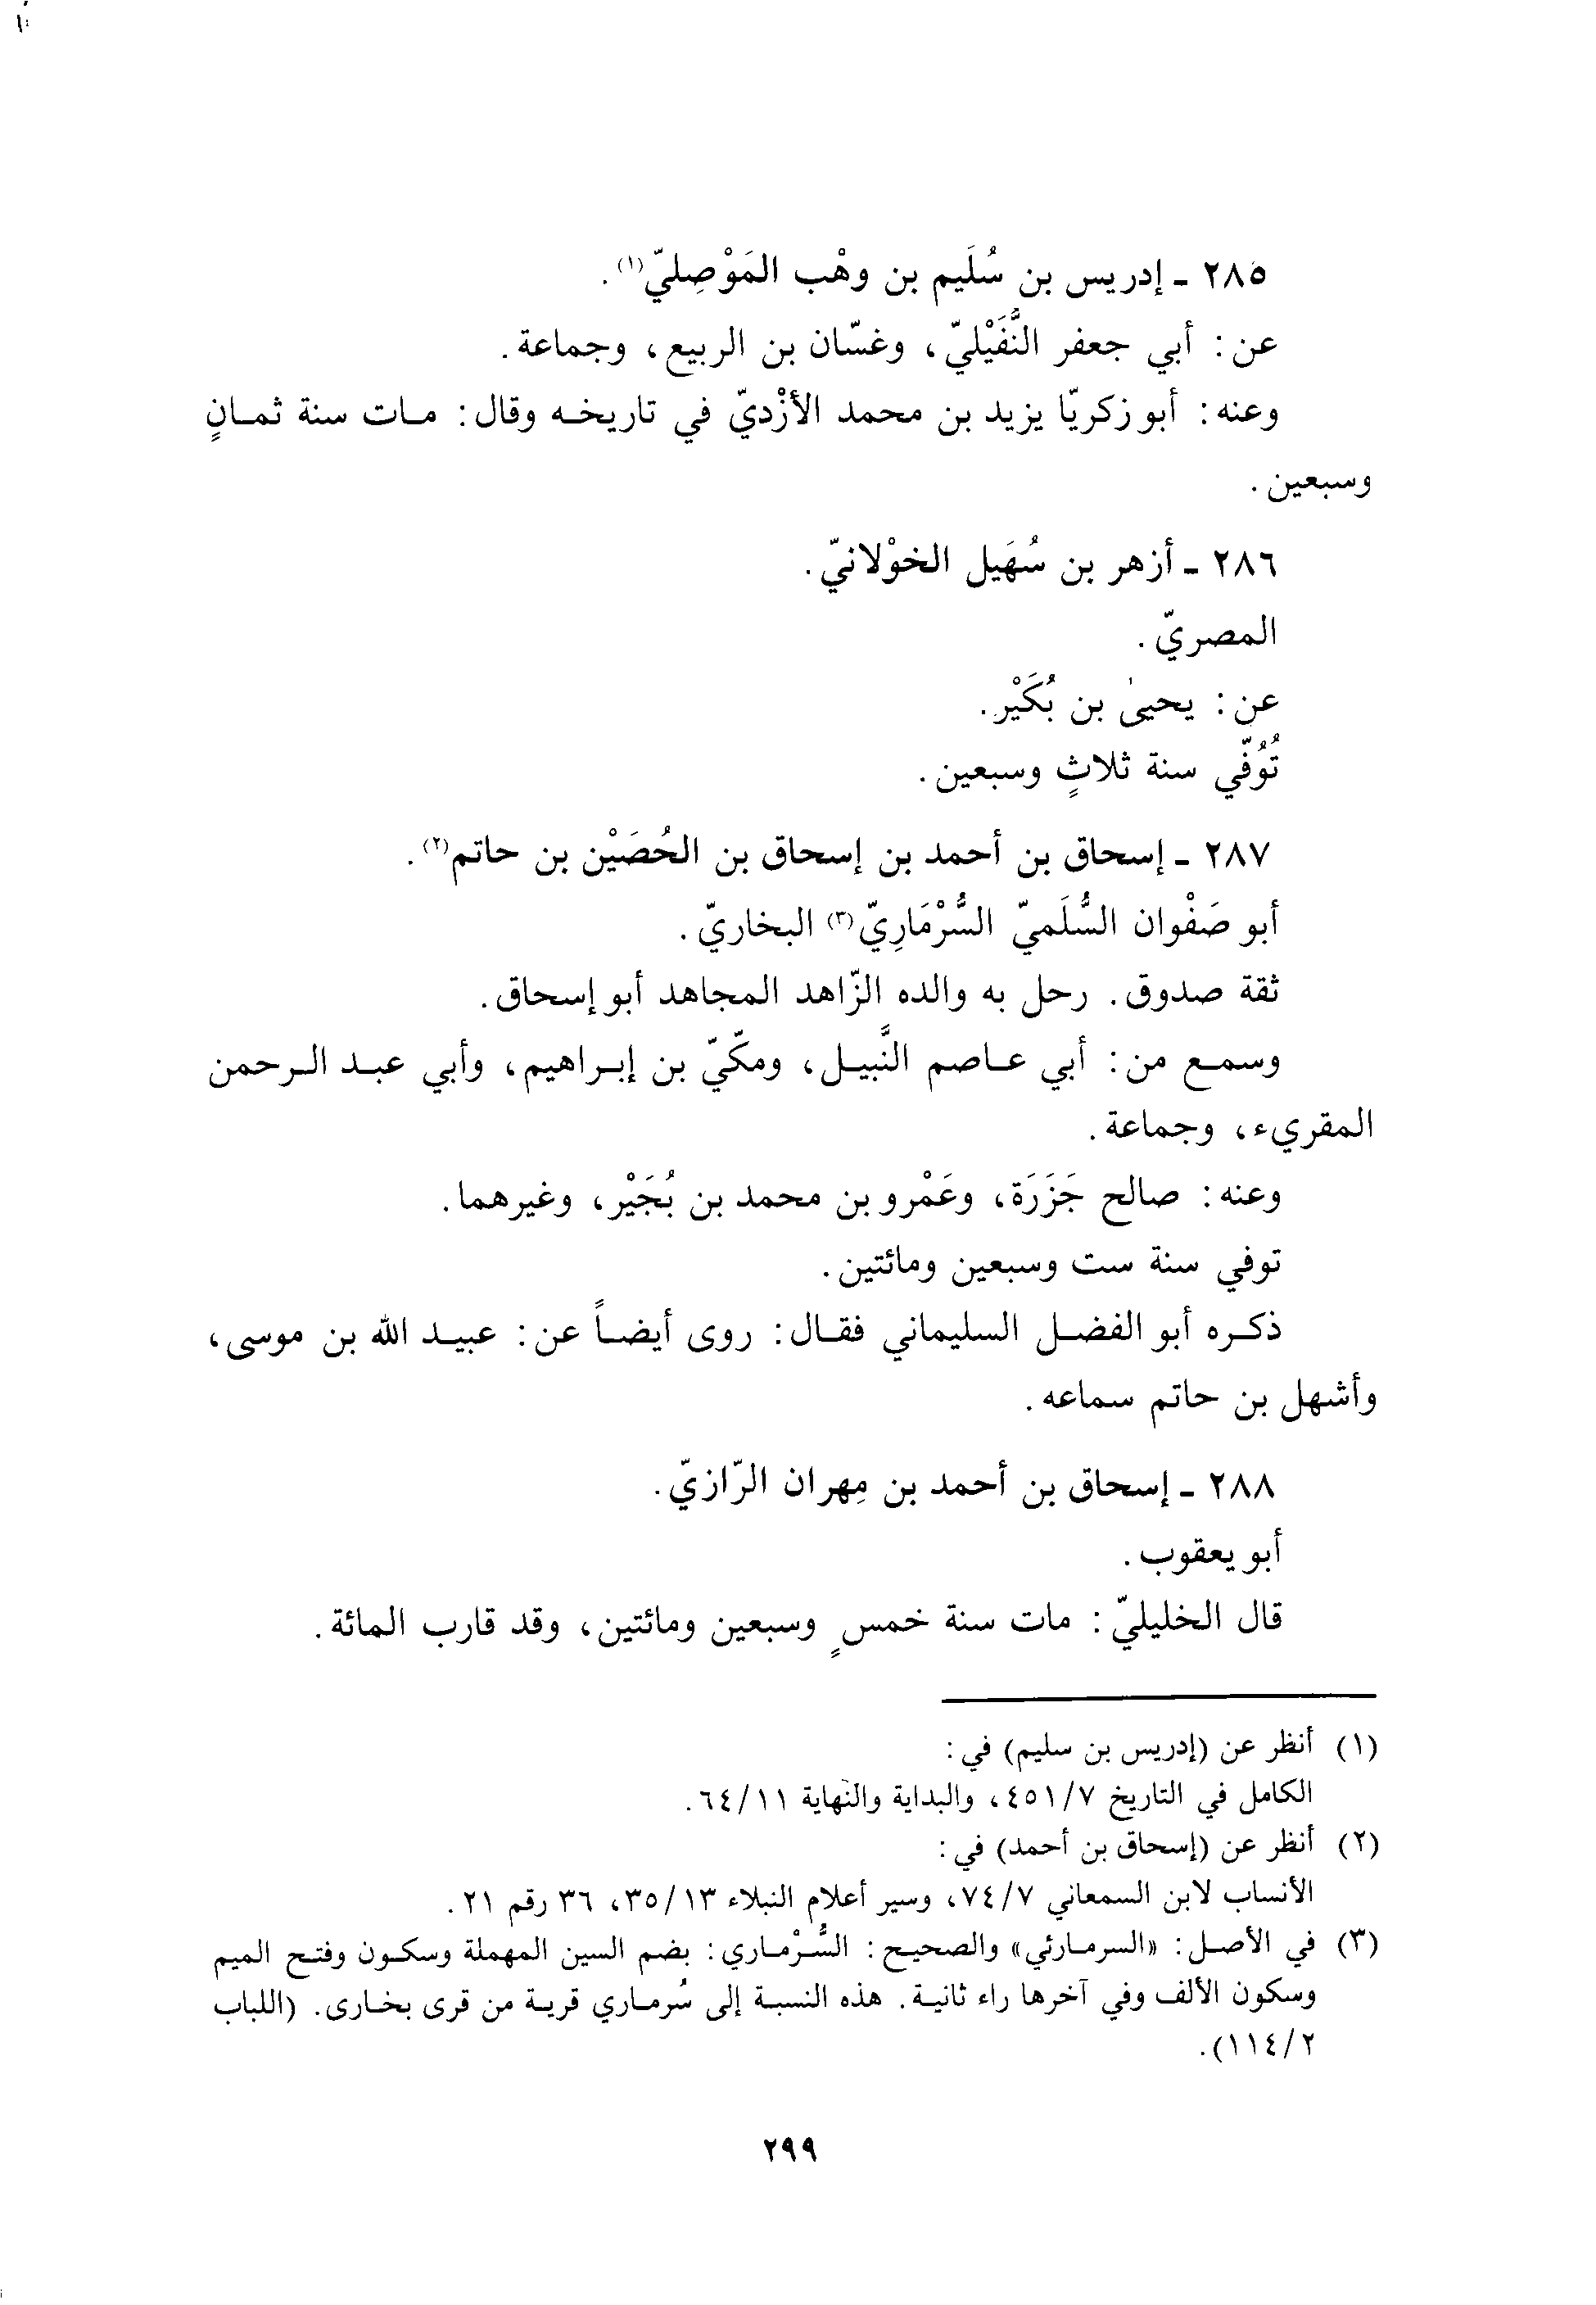 ٢٨٥ - إدريس بن سُلَيم بن وهْب المَوْصِليّ(١).
عن: أبي جعفر النُّفَيْليّ، وغسّان بن الربيع، وجماعة.
وعنه: أبو زكريّا يزيد بن محمد الأزْديّ في تاريخه وقال: مات سنة ثمانٍ
وسبعين.
٢٨٦ - أزهر بن سُهَيل الخوْلانيّ.
المصريّ.
عن: يحيىٰ بن بُكَيْر.
تُوُفّي سنة ثلاثٍ وسبعين.
٢٨٧ - إسحاق بن أحمد بن إسحاق بن الحُصَيْن بن حاتم(٢).
أبو صَفْوان السُّلَميّ السُّرْمَارِيّ(٣) البخاريّ.
ثقة صدوق. رحل به والده الزّاهد المجاهد أبو إسحاق.
وسمع من: أبي عاصم النَّبيل، ومكّيّ بن إبراهيم، وأبي عبد الرحمن
المقريء، وجماعة.
وعنه: صالح جَزَرَة، وعَمْرو بن محمد بن بُجَيْر، وغيرهما.
توفي سنة ست وسبعين ومائتين.
ذكره أبو الفضل السليماني فقال: روى أيضاً عن: عبيد الله بن موسى،
وأشهل بن حاتم سماعه.
٢٨٨ - إسحاق بن أحمد بن مِهران الرّازيّ.
أبو يعقوب.
قال الخليليّ: مات سنة خمسٍ وسبعين ومائتين، وقد قارب المائة.
(١) أنظر عن (إدريس بن سليم) في:
الكامل في التاريخ ٤٥١/٧، والبداية والنهاية ٦٤/١١.
(٢) أنظر عن (إسحاق بن أحمد) في:
الأنساب لابن السمعاني ٧٤/٧، وسير أعلام النبلاء ٣٥/١٣، ٣٦ رقم ٢١.
(٣) في الأصل: «السرمارئي» والصحيح: السُّرْماري: بضم السين المهملة وسكون وفتح الميم
وسكون الألف وفي آخرها راء ثانية. هذه النسبة إلى سُرماري قرية من قرى بخارى. (اللباب
١١٤/٢).
٢٩٩